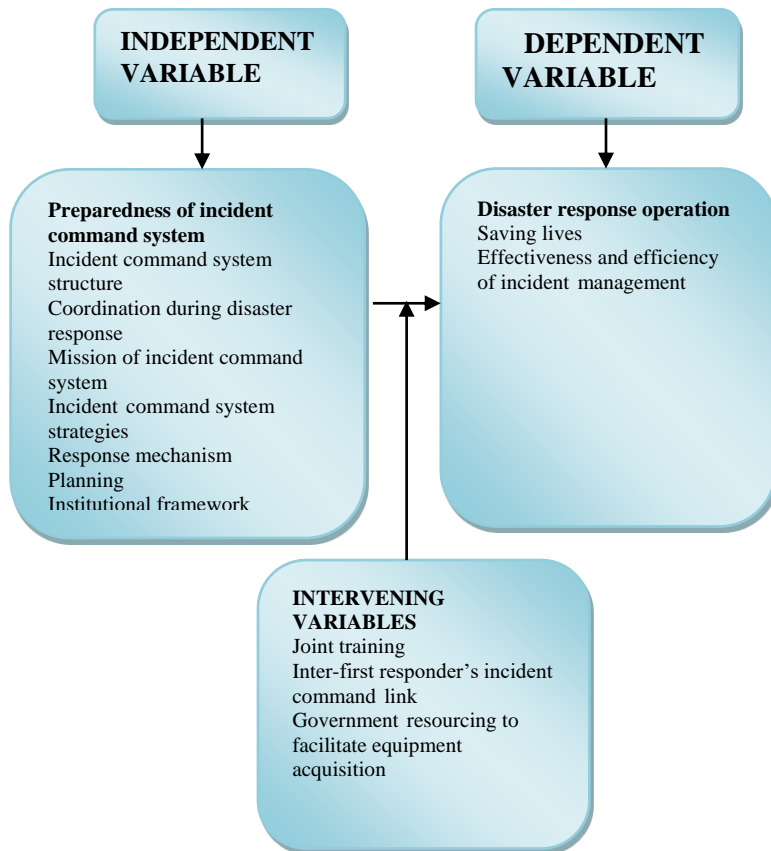 INDEPENDENT
VARIABLE
DEPENDENT
VARIABLE
Preparedness of incident
command system
Incident command system
structure
Coordination during disaster
response
Mission of incident command
system
Incident command system
strategies
Response mechanism
Planning
Institutional framework
Disaster response operation
Saving lives
Effectiveness and efficiency
of incident management
INTERVENING
VARIABLES
Joint training
Inter-first responder’s incident
command link
Government resourcing to
facilitate equipment
acquisition